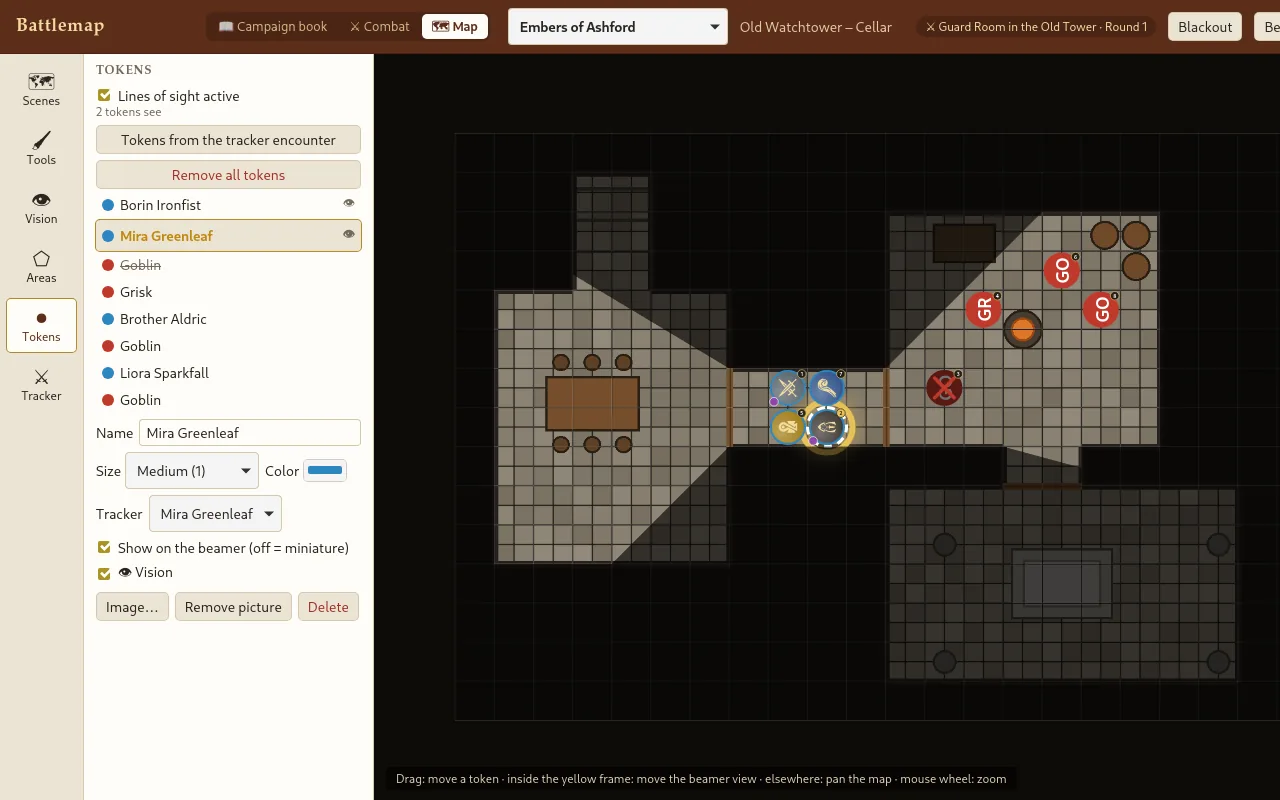 Battlemap
Campaign book
Combat
Map
Embers of Ashford
Old Watchtower – Cellar
Guard Room in the Old Tower · Round 1
Blackout
Be
Scenes
Tools
Vision
Areas
Tokens
Tracker
TOKENS
Lines of sight active
2 tokens see
Tokens from the tracker encounter
Remove all tokens
Borin Ironfist
Mira Greenleaf
Goblin
Grisk
Brother Aldric
Goblin
Liora Sparkfall
Goblin
Name Mira Greenleaf
Size Medium (1) Color
Tracker Mira Greenleaf
Show on the beamer (off = miniature)
Vision
Image… Remove picture Delete
GO
GR
GO
Drag: move a token · inside the yellow frame: move the beamer view · elsewhere: pan the map · mouse wheel: zoom